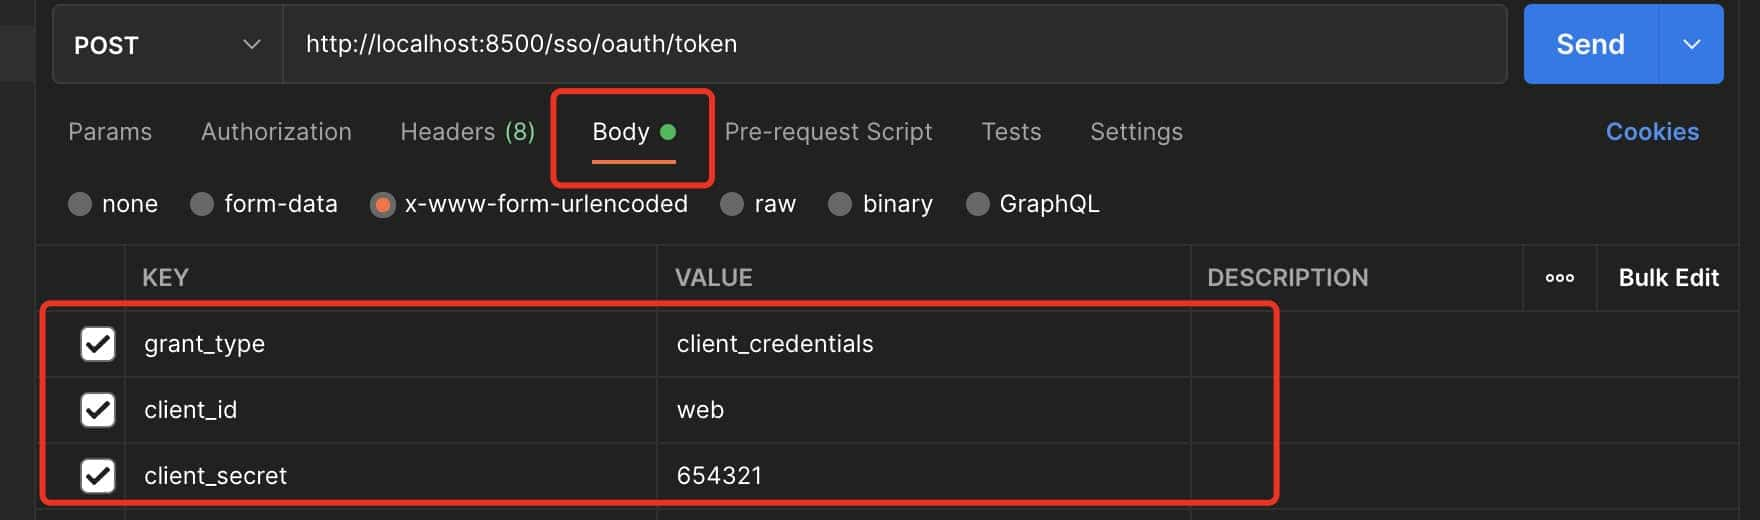 POST http://localhost:8500/sso/oauth/token Send
Params Authorization Headers (8) Body Pre-request Script Tests Settings Cookies
none form-data x-www-form-urlencoded raw binary GraphQL
KEY VALUE DESCRIPTION Bulk Edit
grant_type client_credentials
client_id web
client_secret 654321